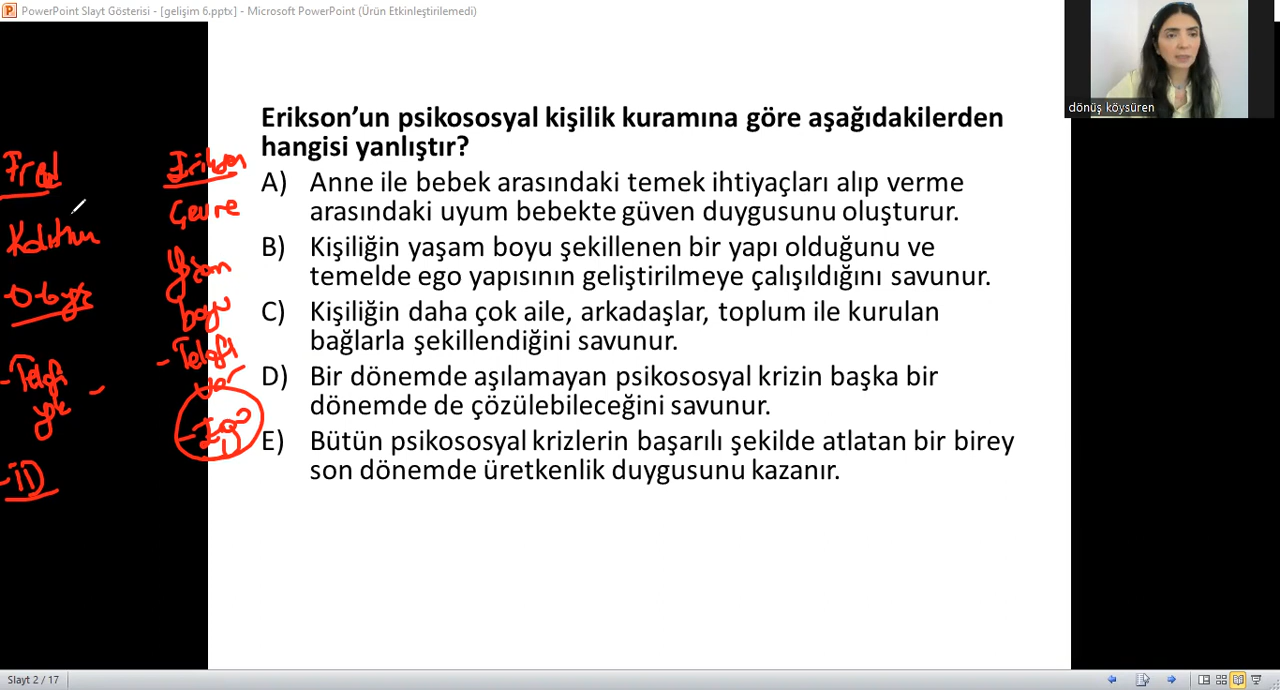 PowerPoint Slayt Gösterisi - [gelişim 6.pptx] - Microsoft PowerPoint (Ürün Etkinleştirilemedi)
dönüş köysüren
Erikson’un psikososyal kişilik kuramına göre aşağıdakilerden
hangisi yanlıştır?
A) Anne ile bebek arasındaki temek ihtiyaçları alıp verme
arasındaki uyum bebekte güven duygusunu oluşturur.
B) Kişiliğin yaşam boyu şekillenen bir yapı olduğunu ve
temelde ego yapısının geliştirilmeye çalışıldığını savunur.
C) Kişiliğin daha çok aile, arkadaşlar, toplum ile kurulan
bağlarla şekillendiğini savunur.
D) Bir dönemde aşılamayan psikososyal krizin başka bir
dönemde de çözülebileceğini savunur.
E) Bütün psikososyal krizlerin başarılı şekilde atlatan bir birey
son dönemde üretkenlik duygusunu kazanır.
Erikson
Çevre
Yaşam
boyu
- Telafi
var
- Telafi
yok
Slayt 2 / 17